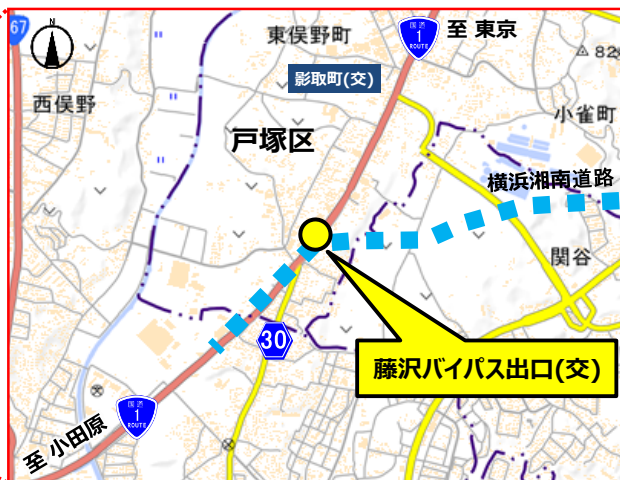 67
東俣野町
国道
1
ROUTE
至 東京
82
影取町(交)
西俣野
小雀町
戸塚区
横浜湘南道路
関谷
30
藤沢バイパス出口(交)
国道
1
ROUTE
至 小田原